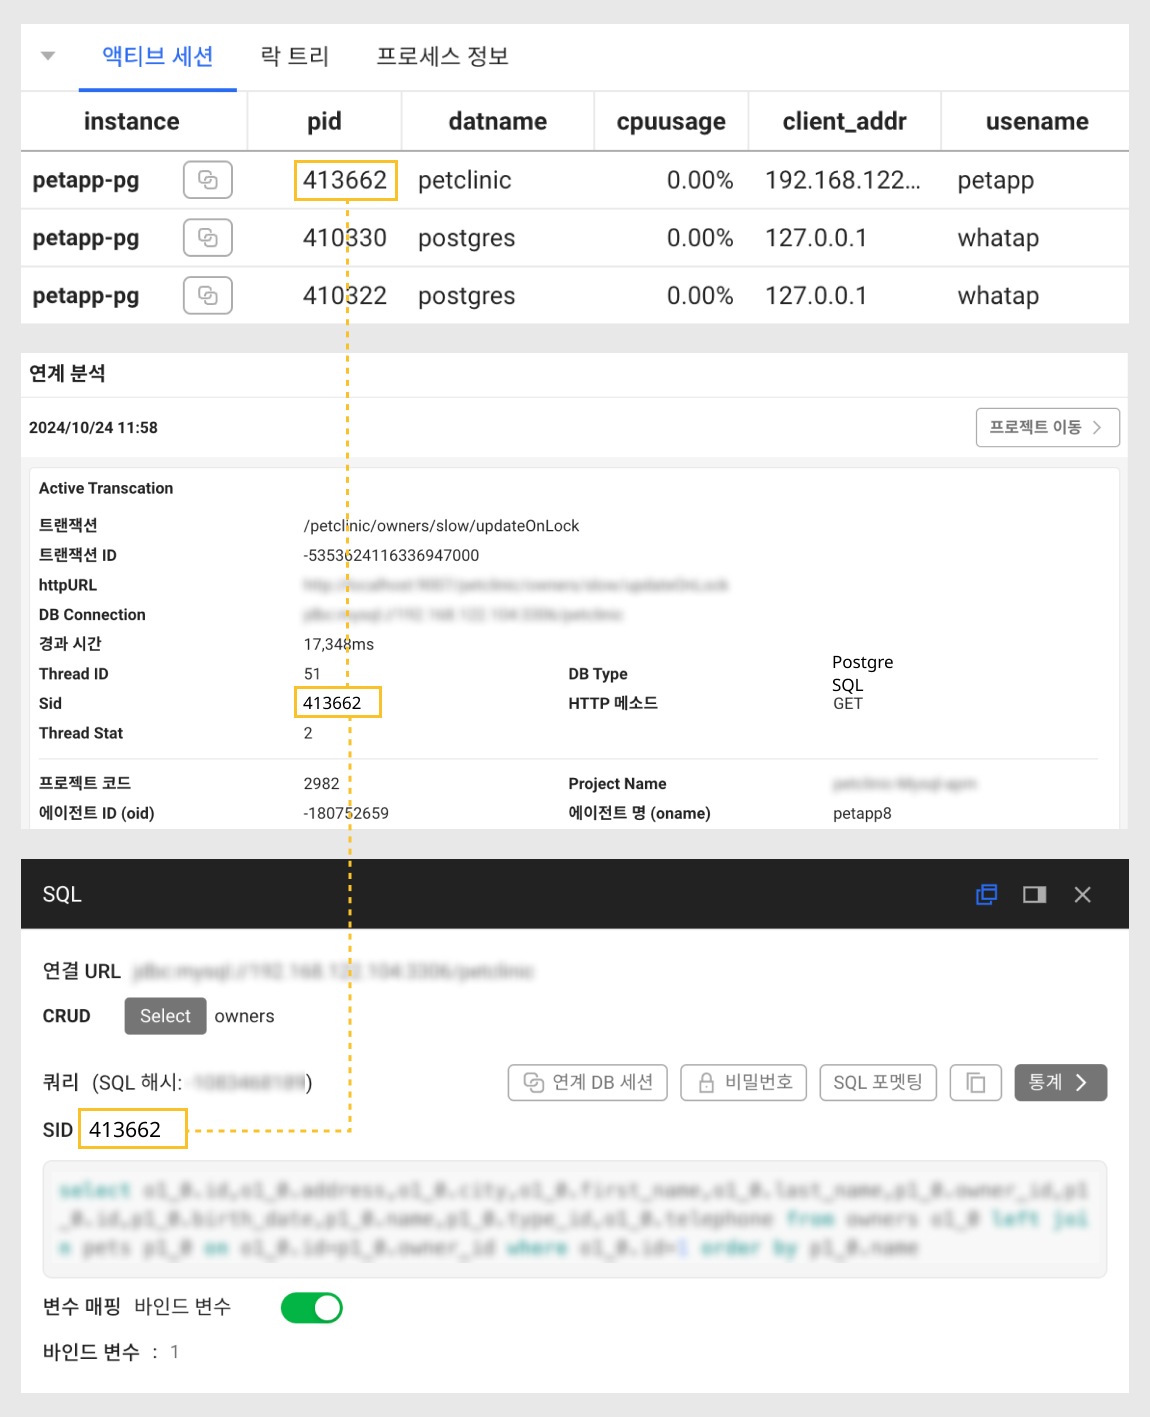 액티브 세션 락 트리 프로세스 정보
instance pid datname cpuusage client_addr usename
petapp-pg 413662 petclinic 0.00% 192.168.122... petapp
petapp-pg 410330 postgres 0.00% 127.0.0.1 whatap
petapp-pg 410322 postgres 0.00% 127.0.0.1 whatap
연계 분석
2024/10/24 11:58 프로젝트 이동
Active Transcation
트랜잭션 /petclinic/owners/slow/updateOnLock
트랜잭션 ID -5353624116336947000
httpURL
DB Connection
경과 시간 17,348ms
Thread ID 51 DB Type Postgre
SQL
Sid 413662 HTTP 메소드 GET
Thread Stat 2
프로젝트 코드 2982 Project Name
에이전트 ID (oid) -180752659 에이전트 명 (oname) petapp8
SQL
연결 URL
CRUD Select owners
쿼리 (SQL 해시: ) 연계 DB 세션 비밀번호 SQL 포멧팅 통계
SID 413662
변수 매핑 바인드 변수
바인드 변수 : 1